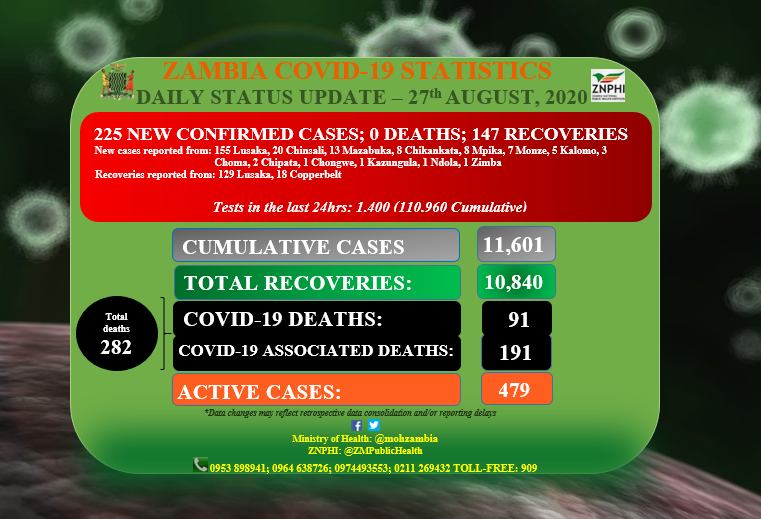 ZAMBIA COVID-19 STATISTICS
DAILY STATUS UPDATE – 27th AUGUST, 2020
ZNPHI
225 NEW CONFIRMED CASES; 0 DEATHS; 147 RECOVERIES
New cases reported from: 155 Lusaka, 20 Chinsali, 13 Mazabuka, 8 Chikankata, 8 Mpika, 7 Monze, 5 Kalomo, 3
Choma, 2 Chipata, 1 Chongwe, 1 Kazungula, 1 Ndola, 1 Zimba
Recoveries reported from: 129 Lusaka, 18 Copperbelt
Tests in the last 24hrs: 1,400 (110,960 Cumulative)
CUMULATIVE CASES 11,601
TOTAL RECOVERIES: 10,840
Total
deaths
282
COVID-19 DEATHS: 91
COVID-19 ASSOCIATED DEATHS: 191
ACTIVE CASES: 479
*Data changes may reflect retrospective data consolidation and/or reporting delays
Ministry of Health: @mohzambia
ZNPHI: @ZMPublicHealth
0953 898941; 0964 638726; 0974493553; 0211 269432 TOLL-FREE: 909